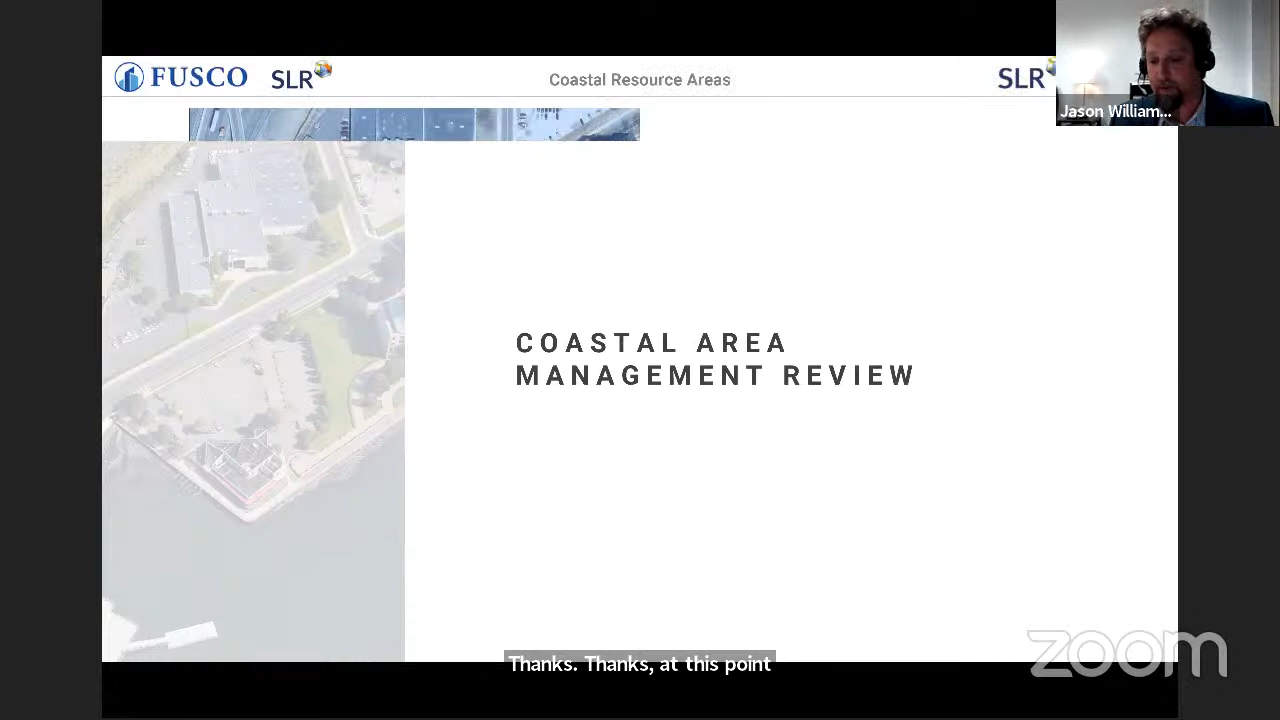 FUSCO
SLR
Coastal Resource Areas
SLR
Jason William...
COASTAL AREA
MANAGEMENT REVIEW
Thanks. Thanks, at this point
zoom